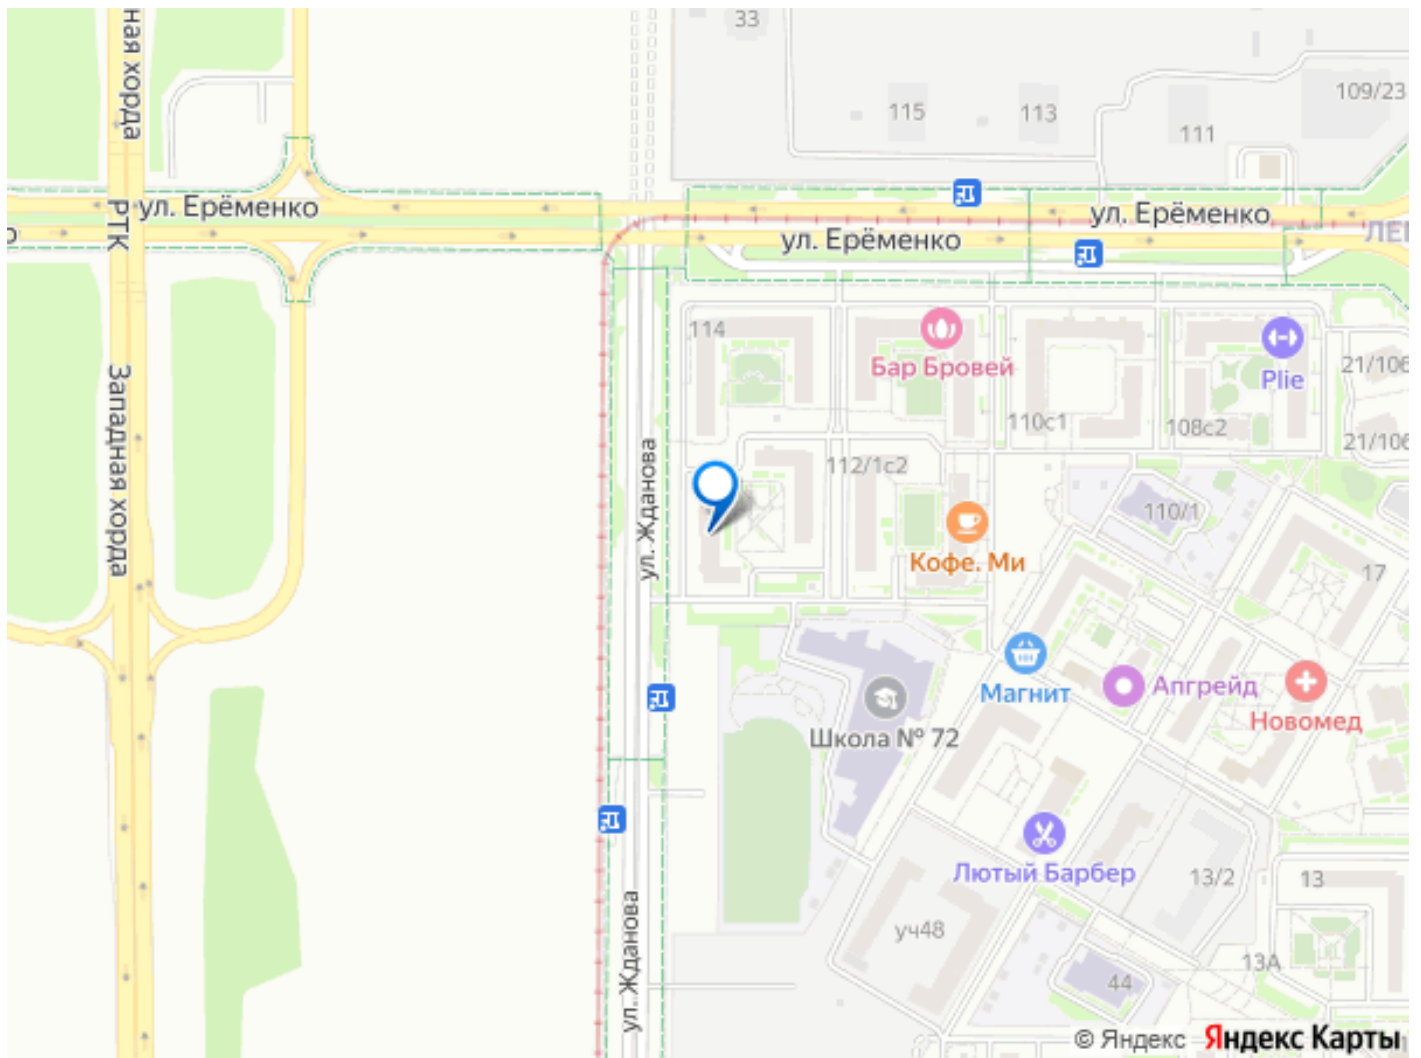 ная хорда
33
109/23
115
113
111
РТК
ул. Ерёменко
ул. Ерёменко
ул. Ерёменко
ЛЕ
114
Бар Бровей
Plie
21/106
Западная хорда
110с1
108с2
21/106
ул. Жданова
112/1с2
110/1
Кофе. Ми
17
Магнит
Апгрейд
Новомед
Школа № 72
Лютый Барбер
13/2
13
уч48
ул. Жданова
13А
44
© Яндекс Яндекс Карты